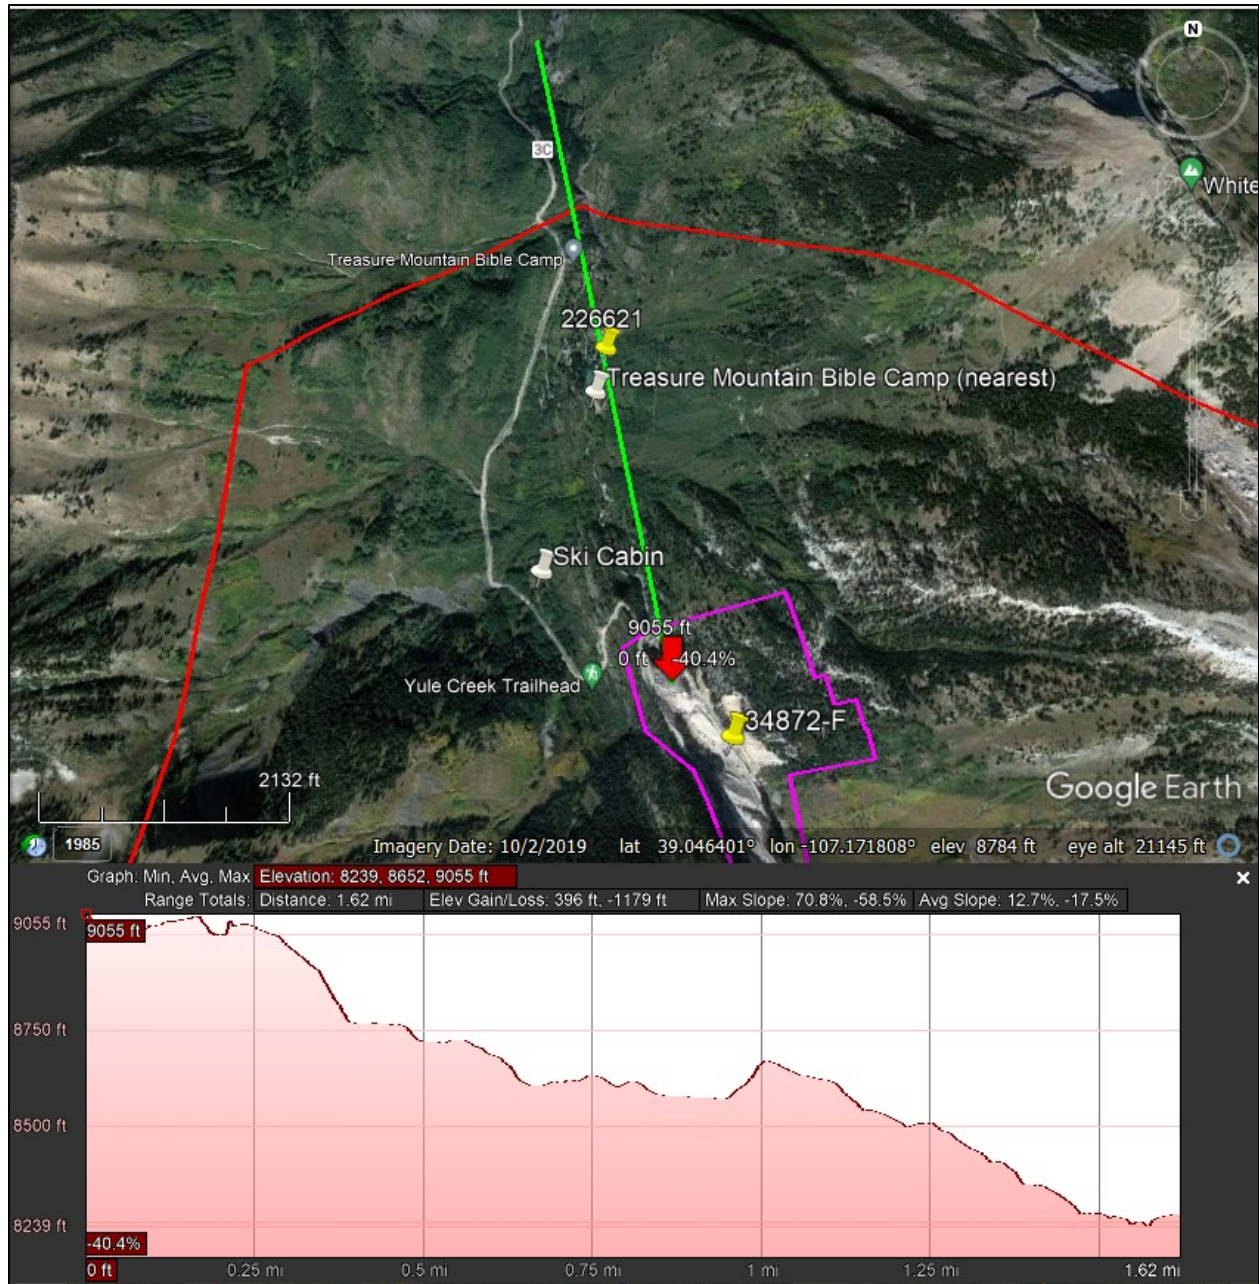 N
3C
White
Treasure Mountain Bible Camp
226621
Treasure Mountain Bible Camp (nearest)
Ski Cabin
9055 ft
0 ft -40.4%
Yule Creek Trailhead
34872-F
2132 ft
Google Earth
1985
Imagery Date: 10/2/2019 lat 39.046401° lon -107.171808° elev 8784 ft eye alt 21145 ft
Graph: Min, Avg, Max Elevation: 8239, 8652, 9055 ft
Range Totals: Distance: 1.62 mi Elev Gain/Loss: 396 ft, -1179 ft Max Slope: 70.8%, -58.5% Avg Slope: 12.7%, -17.5%
9055 ft
9055 ft
8750 ft
8500 ft
8239 ft
-40.4%
0 ft 0.25 mi 0.5 mi 0.75 mi 1 mi 1.25 mi 1.62 mi